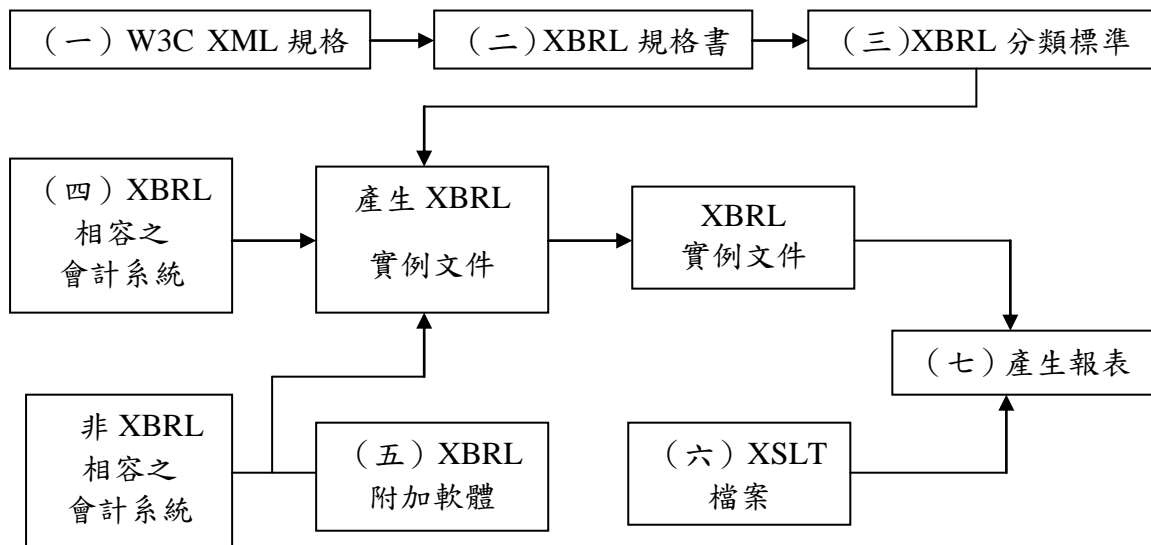 （一）W3C XML 規格
（二）XBRL 規格書
（三）XBRL 分類標準
（四）XBRL
相容之
會計系統
產生 XBRL
實例文件
XBRL
實例文件
（七）產生報表
非 XBRL
相容之
會計系統
（五）XBRL
附加軟體
（六）XSLT
檔案